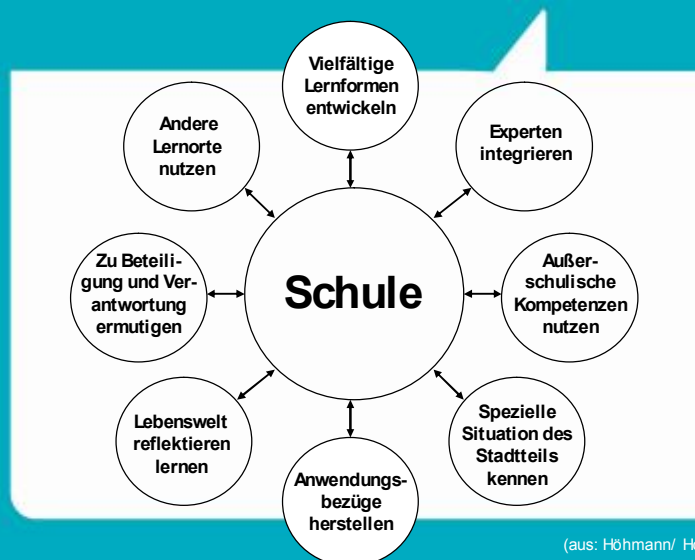 Vielfältige
Lernformen
entwickeln
Experten
integrieren
Außer-
schulische
Kompetenzen
nutzen
Spezielle
Situation des
Stadtteils
kennen
Anwendungs-
bezüge
herstellen
Lebenswelt
reflektieren
lernen
Zu Beteili-
gung und Ver-
antwortung
ermutigen
Andere
Lernorte
nutzen
Schule
(aus: Höhmann/